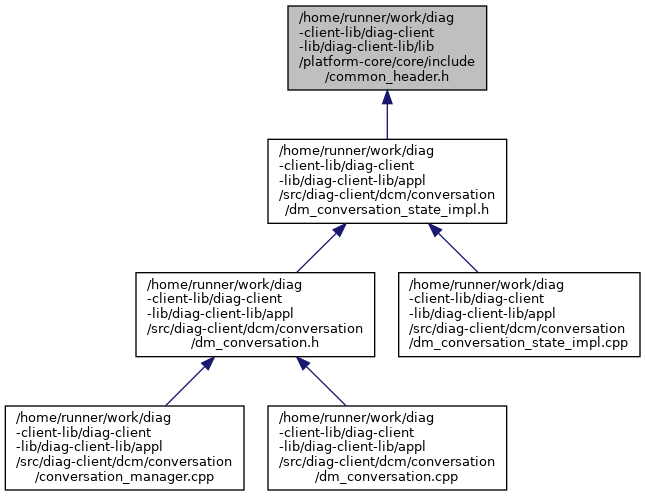 /home/runner/work/diag
-client-lib/diag-client
-lib/diag-client-lib/lib
/platform-core/core/include
/common_header.h
/home/runner/work/diag
-client-lib/diag-client
-lib/diag-client-lib/appl
/src/diag-client/dcm/conversation
/dm_conversation_state_impl.h
/home/runner/work/diag
-client-lib/diag-client
-lib/diag-client-lib/appl
/src/diag-client/dcm/conversation
/dm_conversation.h
/home/runner/work/diag
-client-lib/diag-client
-lib/diag-client-lib/appl
/src/diag-client/dcm/conversation
/dm_conversation_state_impl.cpp
/home/runner/work/diag
-client-lib/diag-client
-lib/diag-client-lib/appl
/src/diag-client/dcm/conversation
/conversation_manager.cpp
/home/runner/work/diag
-client-lib/diag-client
-lib/diag-client-lib/appl
/src/diag-client/dcm/conversation
/dm_conversation.cpp